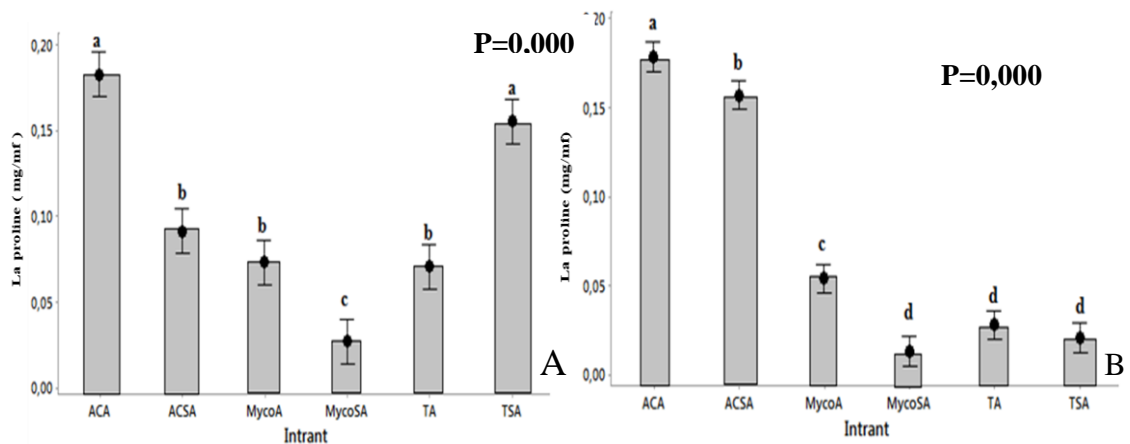 0,20
0,15
0,10
0,05
0,00
La proline ( mg/mf )
P=0.000
a
b
b
c
b
a
ACA
ACSA
MycoA
MycoSA
TA
TSA
Intrant
A
0,20
0,15
0,10
0,05
0,00
La proline (mg/mf)
P=0,000
a
b
c
d
d
d
ACA
ACSA
MycoA
MycoSA
TA
TSA
Intrant
B